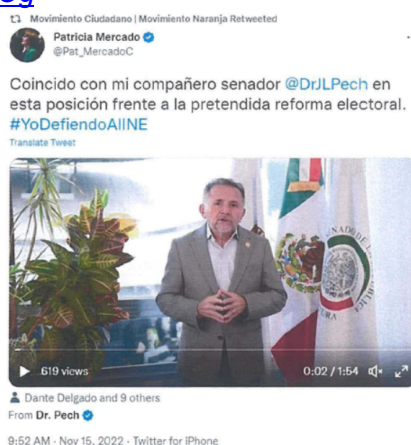 Movimiento Ciudadano | Movimiento Naranja Retweeted
Patricia Mercado
@Pat_MercadoC
Coincido con mi compañero senador @DrJLPech en
esta posición frente a la pretendida reforma electoral.
#YoDefiendoAlINE
Translate Tweet
619 views
0:02 / 1:54
Dante Delgado and 9 others
From Dr. Pech
9:52 AM · Nov 15, 2022 · Twitter for iPhone